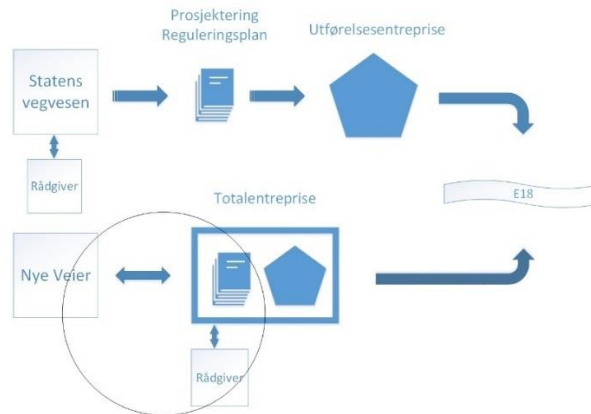 Prosjektering
Reguleringsplan
Utførelsesentreprise
Statens
vegvesen
Rådgiver
E18
Totalentreprise
Nye Veier
Rådgiver